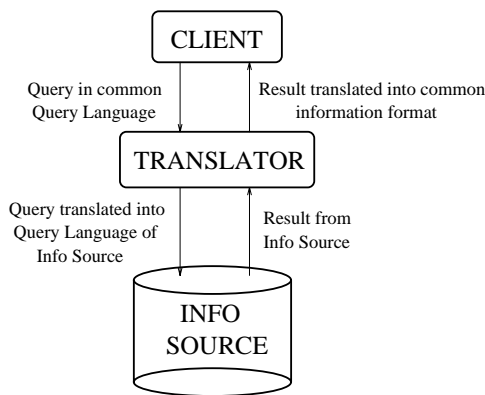 CLIENT
Query in common
Query Language
Result translated into common
information format
TRANSLATOR
Query translated into
Query Language of
Info Source
Result from
Info Source
INFO
SOURCE